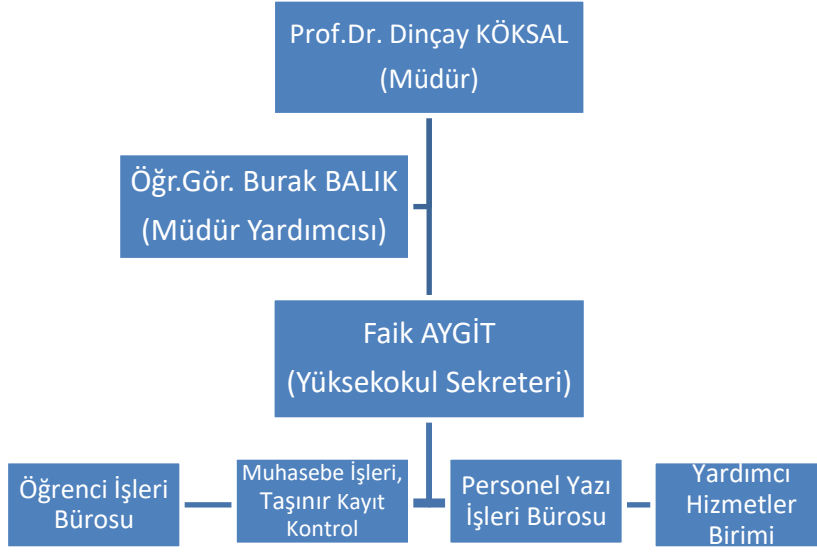 Prof.Dr. Dinçay KÖKSAL
(Müdür)
Öğr.Gör. Burak BALIK
(Müdür Yardımcısı)
Faik AYGİT
(Yüksekokul Sekreteri)
Öğrenci İşleri
Bürosu
Muhasebe İşleri,
Taşınır Kayıt
Kontrol
Personel Yazı
İşleri Bürosu
Yardımcı
Hizmetler
Birimi